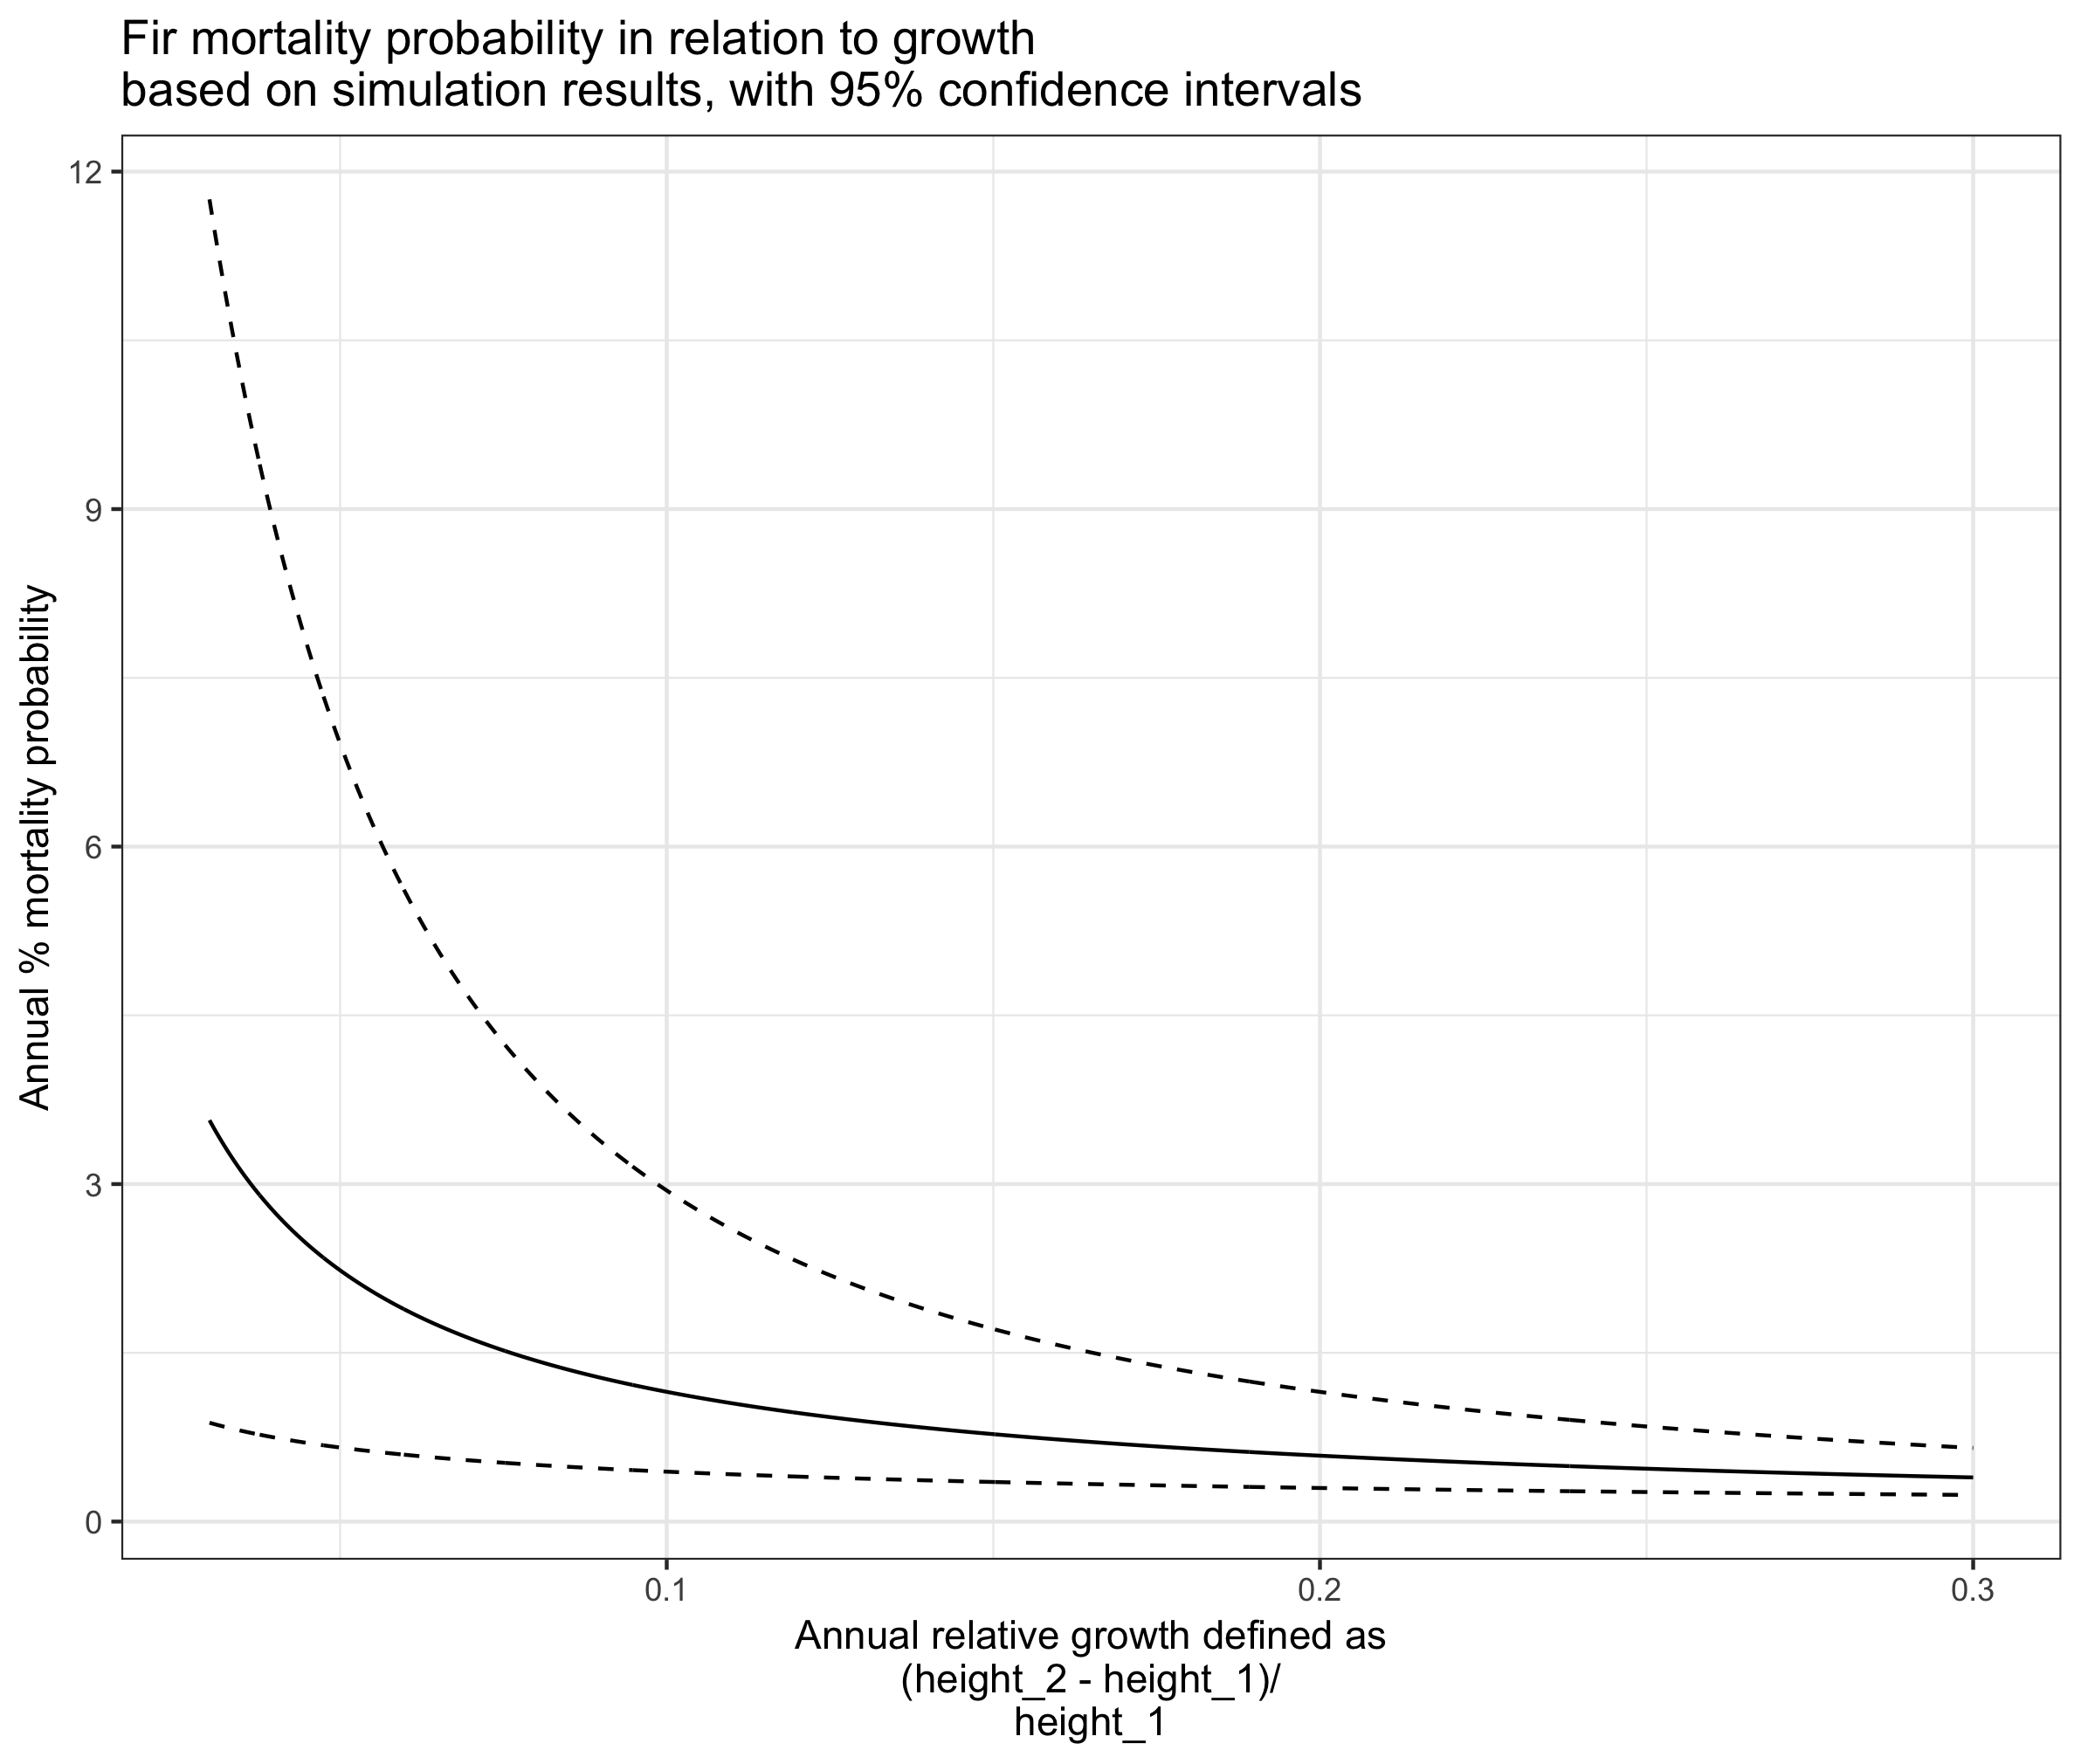 Fir mortality probability in relation to growth
based on simulation results, with 95% confidence intervals
12
9
6
3
0
Annual % mortality probability
0.1
0.2
0.3
Annual relative growth defined as
(height_2 - height_1)/
height_1